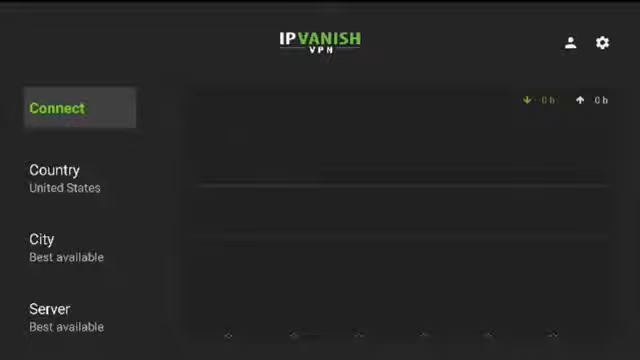 IPVANISH
VPN
Connect
0 b
0 b
Country
United States
City
Best available
Server
Best available